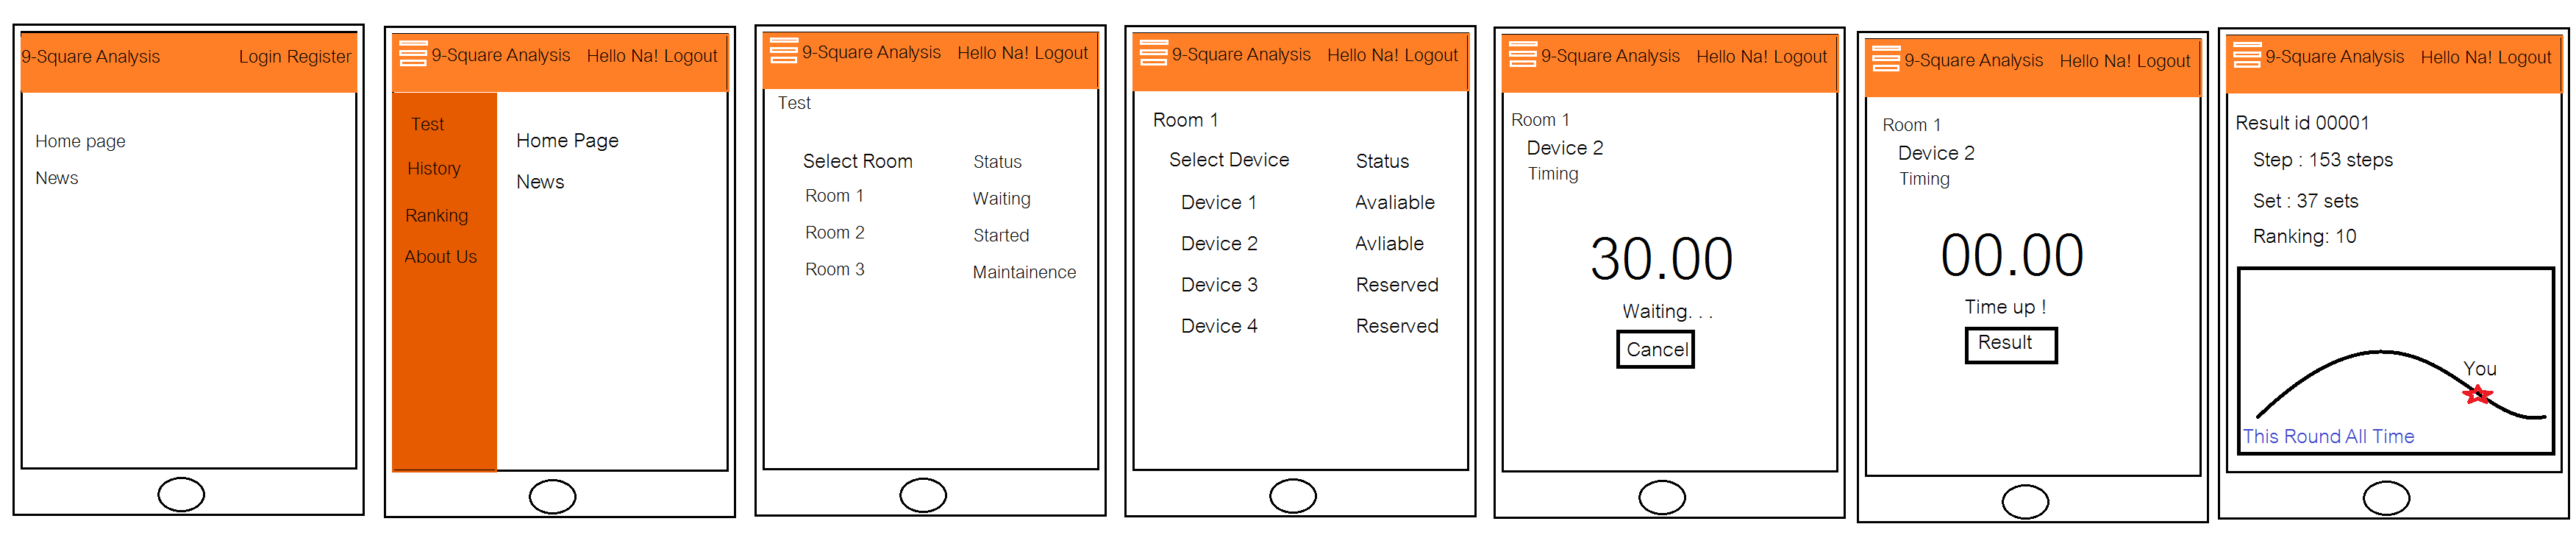 9-Square Analysis Login Register
Home page
News
9-Square Analysis Hello Na! Logout
Test
History
Ranking
About Us
Home Page
News
9-Square Analysis Hello Na! Logout
Test
Select Room Status
Room 1 Waiting
Room 2 Started
Room 3 Maintainence
9-Square Analysis Hello Na! Logout
Room 1
Select Device Status
Device 1 Avaliable
Device 2 Avliable
Device 3 Reserved
Device 4 Reserved
9-Square Analysis Hello Na! Logout
Room 1
Device 2
Timing
30.00
Waiting. . .
Cancel
9-Square Analysis Hello Na! Logout
Room 1
Device 2
Timing
00.00
Time up !
Result
9-Square Analysis Hello Na! Logout
Result id 00001
Step : 153 steps
Set : 37 sets
Ranking: 10
You
This Round All Time